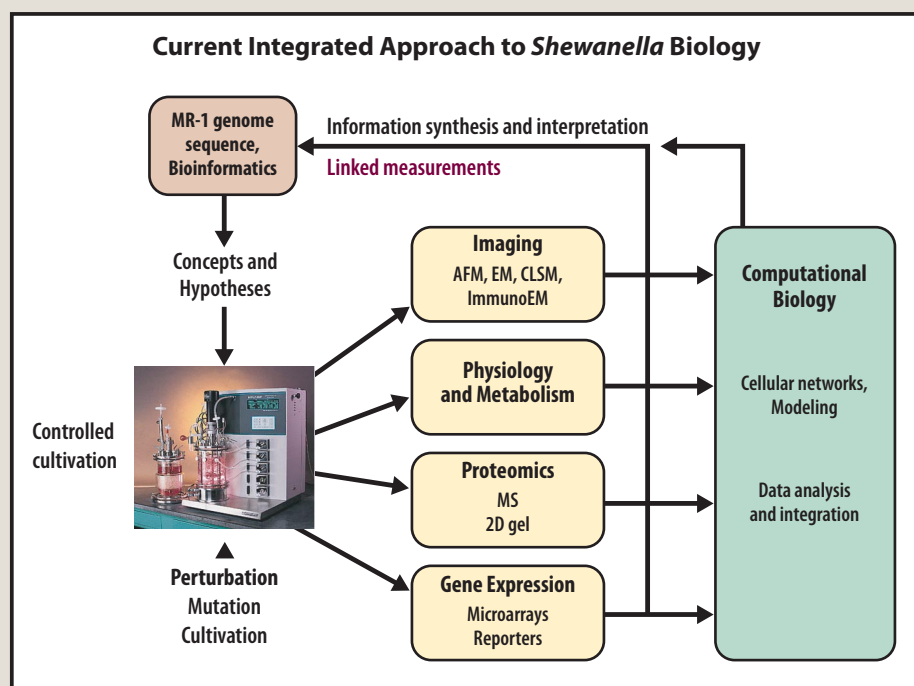 Current Integrated Approach to Shewanella Biology
MR-1 genome
sequence,
Bioinformatics
Information synthesis and interpretation
Linked measurements
Concepts and
Hypotheses
Imaging
AFM, EM, CLSM,
ImmunoEM
Computational
Biology
Physiology
and Metabolism
Cellular networks,
Modeling
Controlled
cultivation
Proteomics
MS
2D gel
Data analysis
and integration
Perturbation
Mutation
Cultivation
Gene Expression
Microarrays
Reporters